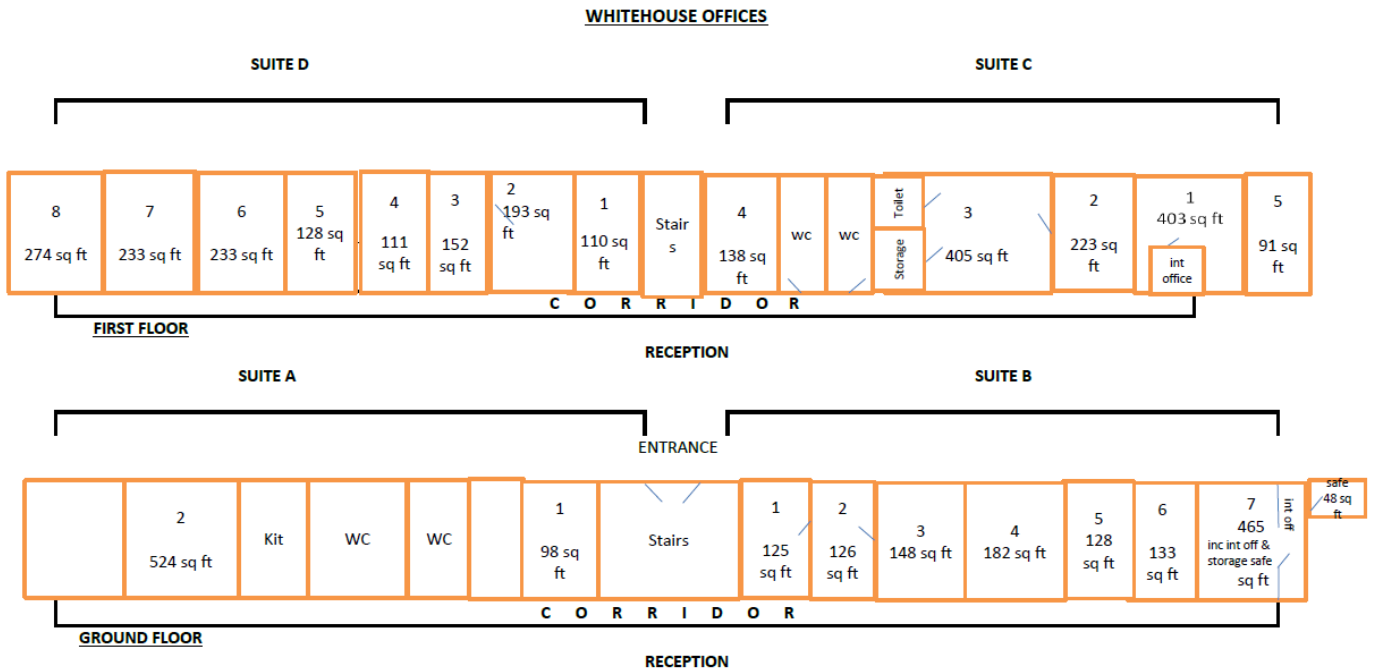 WHITEHOUSE OFFICES
SUITE D
SUITE C
8
274 sq ft
7
233 sq ft
6
233 sq ft
5
128 sq
ft
4
111
sq ft
3
152
sq ft
2
193 sq
ft
1
110 sq
ft
Stair
s
4
138 sq
ft
wc
wc
Toilet
Storage
3
405 sq ft
2
223 sq ft
1
403 sq ft
int
office
5
91 sq
ft
C O R R I D O R
FIRST FLOOR
RECEPTION
SUITE A
SUITE B
ENTRANCE
2
524 sq ft
Kit
WC
WC
1
98 sq
ft
Stairs
1
125
sq ft
2
126
sq ft
3
148 sq ft
4
182 sq ft
5
128
sq ft
6
133
sq ft
7
465
inc int off &
storage safe
sq ft
int off
safe
48 sq
ft
C O R R I D O R
GROUND FLOOR
RECEPTION